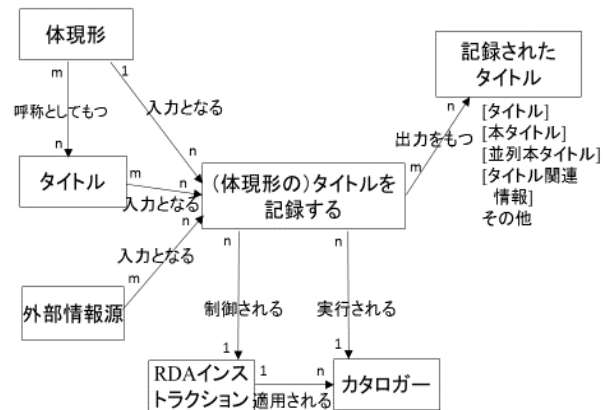 体現形
記録された
タイトル
m
1
n
呼称としてもつ
入力となる
[タイトル]
[本タイトル]
[並列本タイトル]
[タイトル関連
情報]
その他
出力をもつ
n
n
m
タイトル
m
n
入力となる
n
(体現形の)タイトルを
記録する
入力となる
m
n
n
外部情報源
制御される
実行される
1
1
RDAインス
トラクション
1
n
適用される
カタロガー